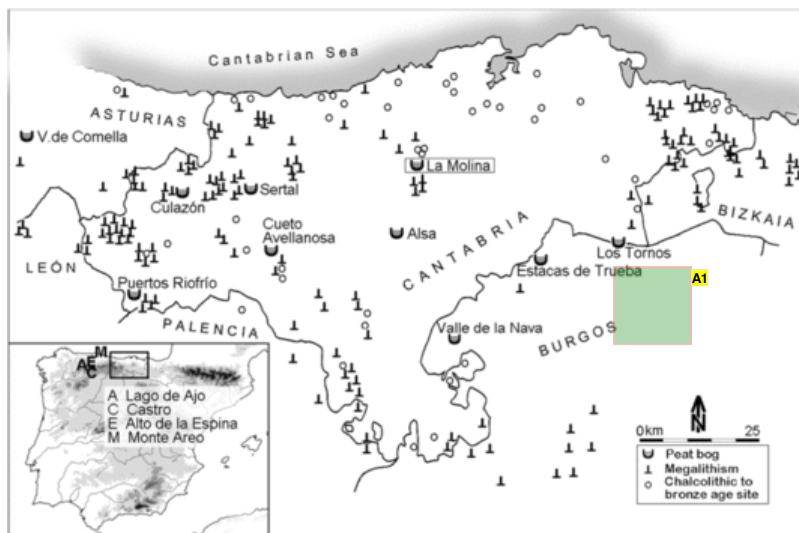 Cantabrian Sea
ASTURIAS
V.de Comella
La Molina
Culazón
Sertal
BIZKAIA
CANTABRIA
Cueto
Avellanosa
Alsa
Los Tornos
LEÓN
Estacas de Trueba
A1
Puertos Riofrío
PALENCIA
Valle de la Nava
BURGOS
M
A E
C
A Lago de Ajo
C Castro
E Alto de la Espina
M Monte Areo
N
0km 25
Peat bog
Megalithism
Chalcolithic to
bronze age site